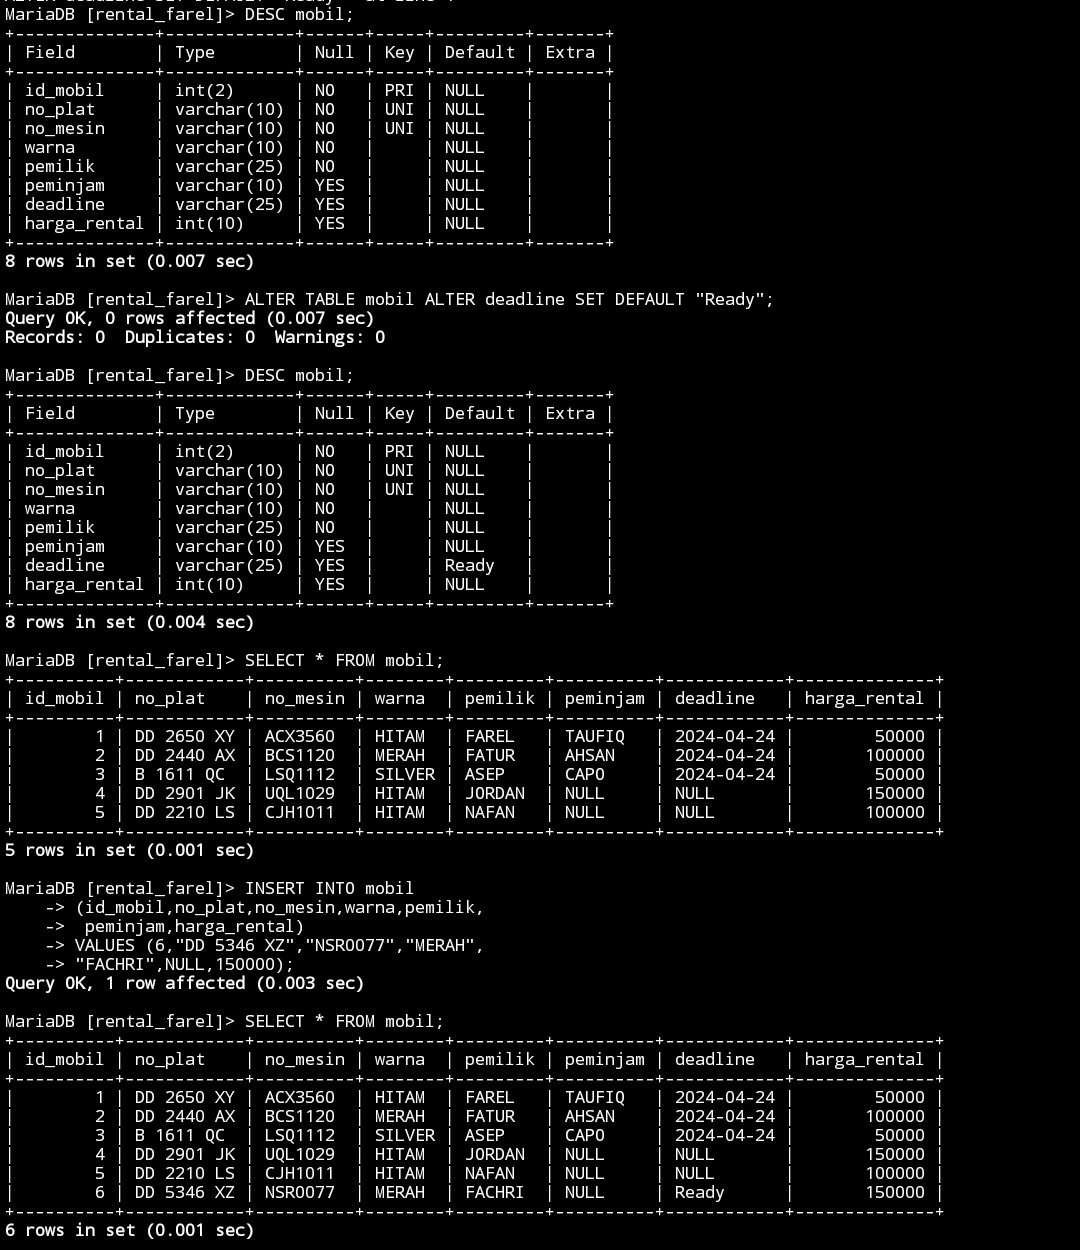 MariaDB [rental_farel]> DESC mobil;
+--------------+-------------+------+-----+---------+-------+
| Field        | Type        | Null | Key | Default | Extra |
+--------------+-------------+------+-----+---------+-------+
| id_mobil     | int(2)      | NO   | PRI | NULL    |       |
| no_plat      | varchar(10) | NO   | UNI | NULL    |       |
| no_mesin     | varchar(10) | NO   | UNI | NULL    |       |
| warna        | varchar(10) | NO   |     | NULL    |       |
| pemilik      | varchar(25) | NO   |     | NULL    |       |
| peminjam     | varchar(10) | YES  |     | NULL    |       |
| deadline     | varchar(25) | YES  |     | NULL    |       |
| harga_rental | int(10)     | YES  |     | NULL    |       |
+--------------+-------------+------+-----+---------+-------+
8 rows in set (0.007 sec)

MariaDB [rental_farel]> ALTER TABLE mobil ALTER deadline SET DEFAULT "Ready";
Query OK, 0 rows affected (0.007 sec)
Records: 0  Duplicates: 0  Warnings: 0

MariaDB [rental_farel]> DESC mobil;
+--------------+-------------+------+-----+---------+-------+
| Field        | Type        | Null | Key | Default | Extra |
+--------------+-------------+------+-----+---------+-------+
| id_mobil     | int(2)      | NO   | PRI | NULL    |       |
| no_plat      | varchar(10) | NO   | UNI | NULL    |       |
| no_mesin     | varchar(10) | NO   | UNI | NULL    |       |
| warna        | varchar(10) | NO   |     | NULL    |       |
| pemilik      | varchar(25) | NO   |     | NULL    |       |
| peminjam     | varchar(10) | YES  |     | NULL    |       |
| deadline     | varchar(25) | YES  |     | Ready   |       |
| harga_rental | int(10)     | YES  |     | NULL    |       |
+--------------+-------------+------+-----+---------+-------+
8 rows in set (0.004 sec)

MariaDB [rental_farel]> SELECT * FROM mobil;
+----------+------------+----------+--------+---------+----------+------------+--------------+
| id_mobil | no_plat    | no_mesin | warna  | pemilik | peminjam | deadline   | harga_rental |
+----------+------------+----------+--------+---------+----------+------------+--------------+
|        1 | DD 2650 XY | ACX3560  | HITAM  | FAREL   | TAUFIQ   | 2024-04-24 |        50000 |
|        2 | DD 2440 AX | BCS1120  | MERAH  | FATUR   | AHSAN    | 2024-04-24 |       100000 |
|        3 | B 1611 QC  | LSQ1112  | SILVER | ASEP    | CAPO     | 2024-04-24 |        50000 |
|        4 | DD 2901 JK | UQL1029  | HITAM  | JORDAN  | NULL     | NULL       |       150000 |
|        5 | DD 2210 LS | CJH1011  | HITAM  | NAFAN   | NULL     | NULL       |       100000 |
+----------+------------+----------+--------+---------+----------+------------+--------------+
5 rows in set (0.001 sec)

MariaDB [rental_farel]> INSERT INTO mobil
    -> (id_mobil,no_plat,no_mesin,warna,pemilik,
    ->  peminjam,harga_rental)
    -> VALUES (6,"DD 5346 XZ","NSR0077","MERAH",
    -> "FACHRI",NULL,150000);
Query OK, 1 row affected (0.003 sec)

MariaDB [rental_farel]> SELECT * FROM mobil;
+----------+------------+----------+--------+---------+----------+------------+--------------+
| id_mobil | no_plat    | no_mesin | warna  | pemilik | peminjam | deadline   | harga_rental |
+----------+------------+----------+--------+---------+----------+------------+--------------+
|        1 | DD 2650 XY | ACX3560  | HITAM  | FAREL   | TAUFIQ   | 2024-04-24 |        50000 |
|        2 | DD 2440 AX | BCS1120  | MERAH  | FATUR   | AHSAN    | 2024-04-24 |       100000 |
|        3 | B 1611 QC  | LSQ1112  | SILVER | ASEP    | CAPO     | 2024-04-24 |        50000 |
|        4 | DD 2901 JK | UQL1029  | HITAM  | JORDAN  | NULL     | NULL       |       150000 |
|        5 | DD 2210 LS | CJH1011  | HITAM  | NAFAN   | NULL     | NULL       |       100000 |
|        6 | DD 5346 XZ | NSR0077  | MERAH  | FACHRI  | NULL     | Ready      |       150000 |
+----------+------------+----------+--------+---------+----------+------------+--------------+
6 rows in set (0.001 sec)